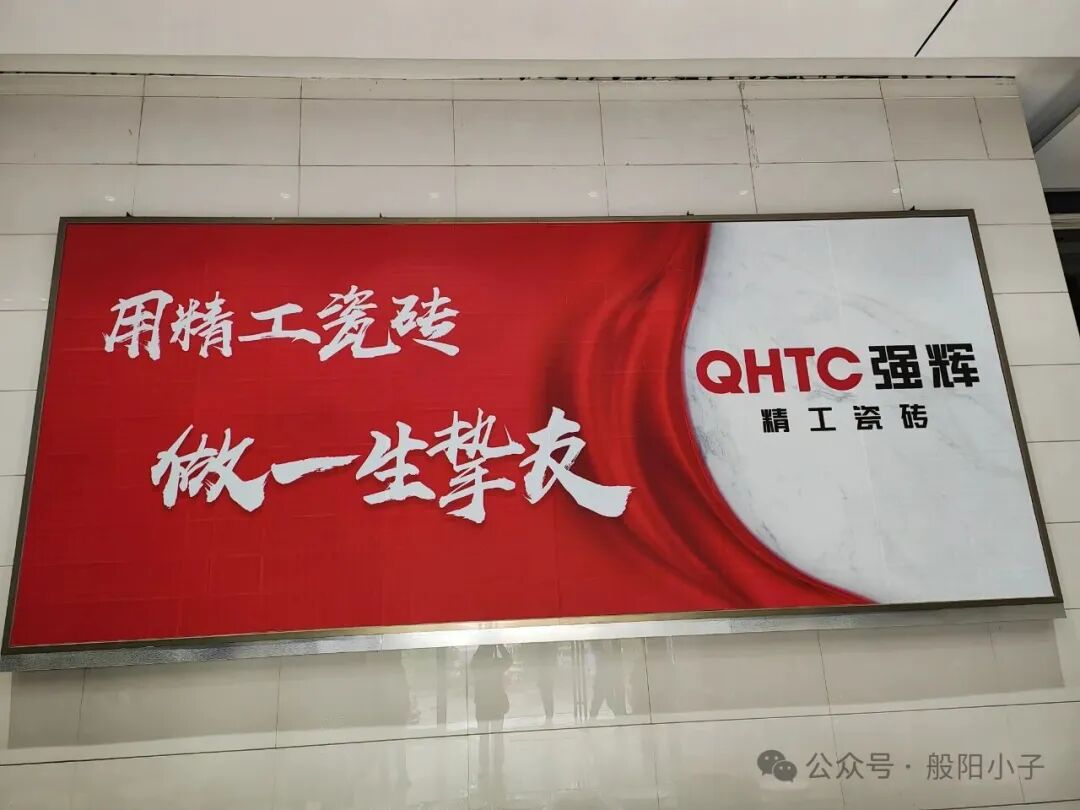 用精工瓷砖
做一生挚友
QHTC强辉
精工瓷砖
公众号·般阳小子